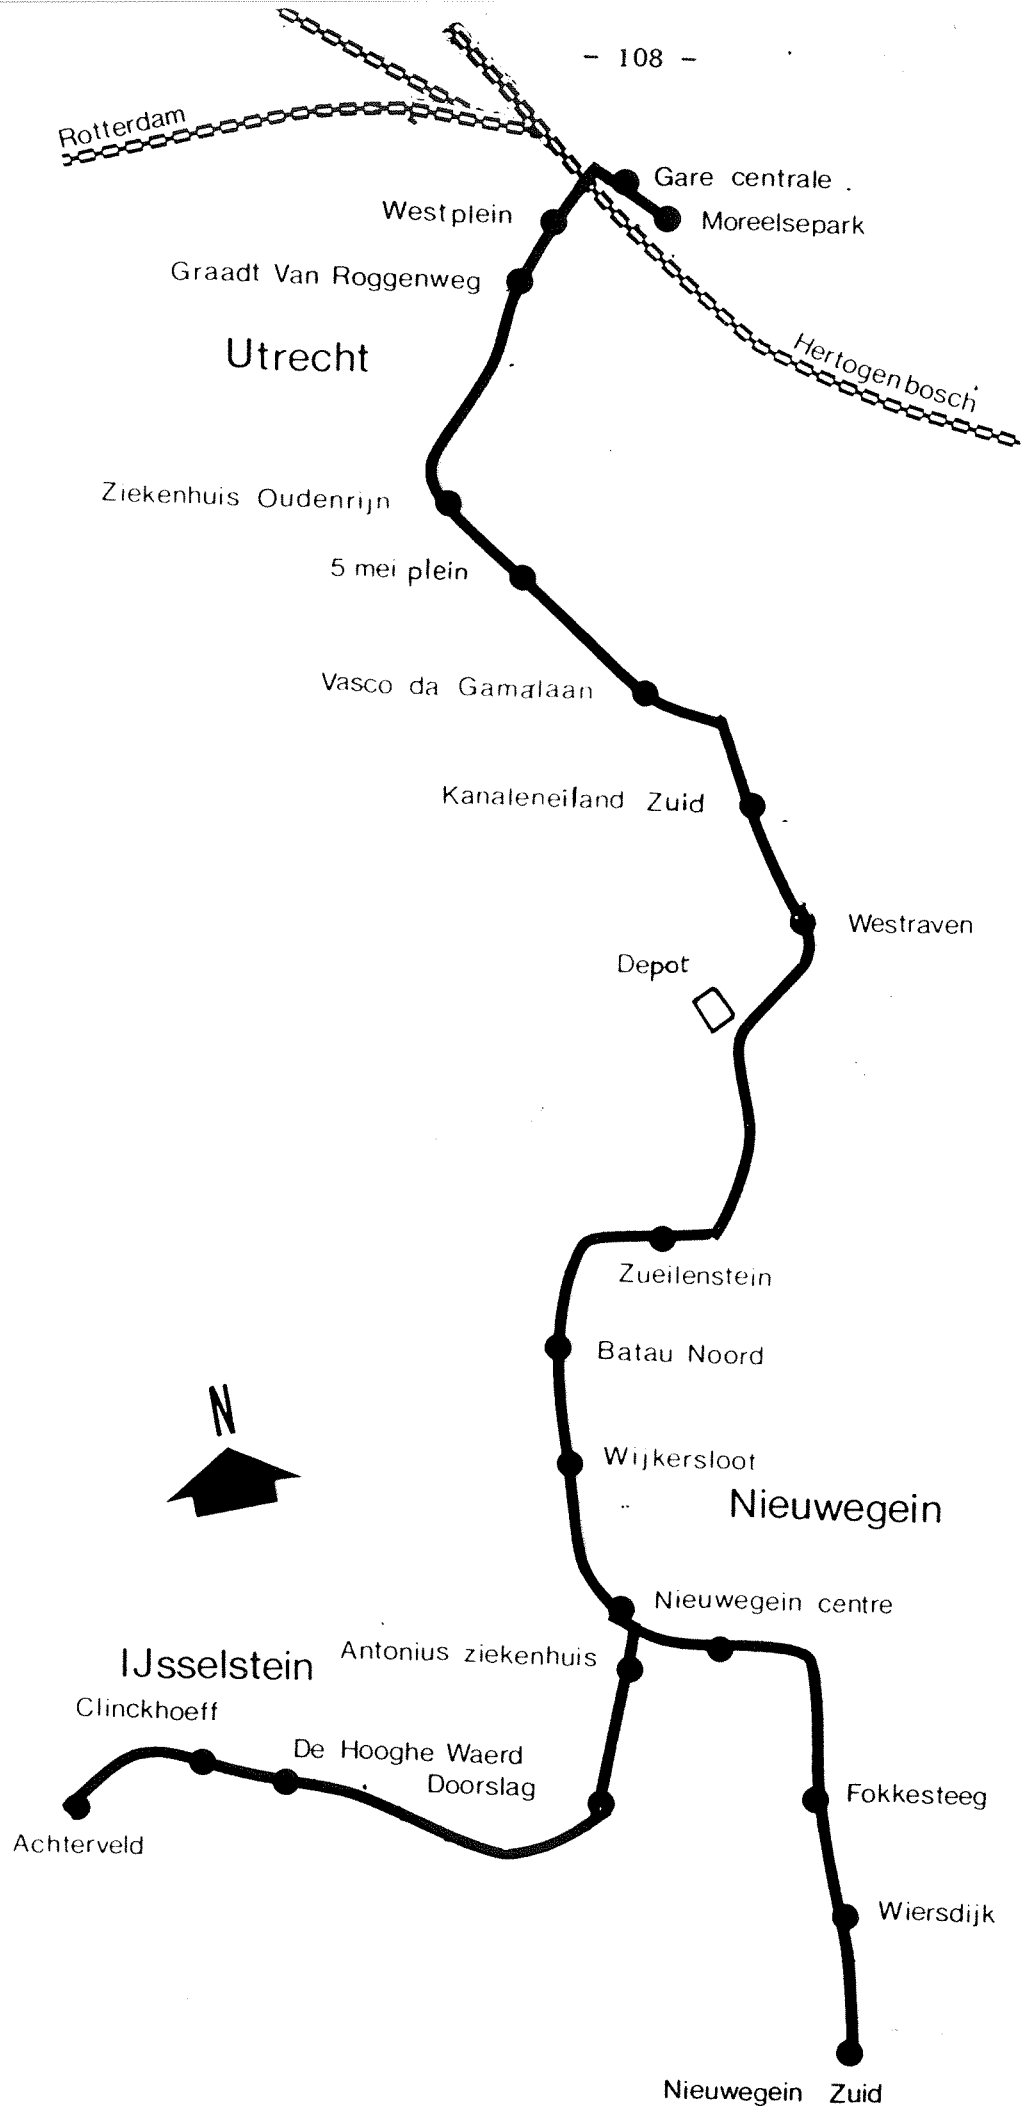 - 108 -
Rotterdam
Gare centrale
Westplein
Moreelsepark
Graadt Van Roggenweg
Utrecht
Hertogenbosch
Ziekenhuis Oudenrijn
5 mei plein
Vasco da Gamalaan
Kanaleneiland Zuid
Westraven
Depot
Zueilenstein
Batau Noord
N
Wijkersloot
Nieuwegein
Nieuwegein centre
Antonius ziekenhuis
IJsselstein
Clinckhoeff
De Hooghe Waerd
Doorslag
Fokkesteeg
Achterveld
Wiersdijk
Nieuwegein Zuid